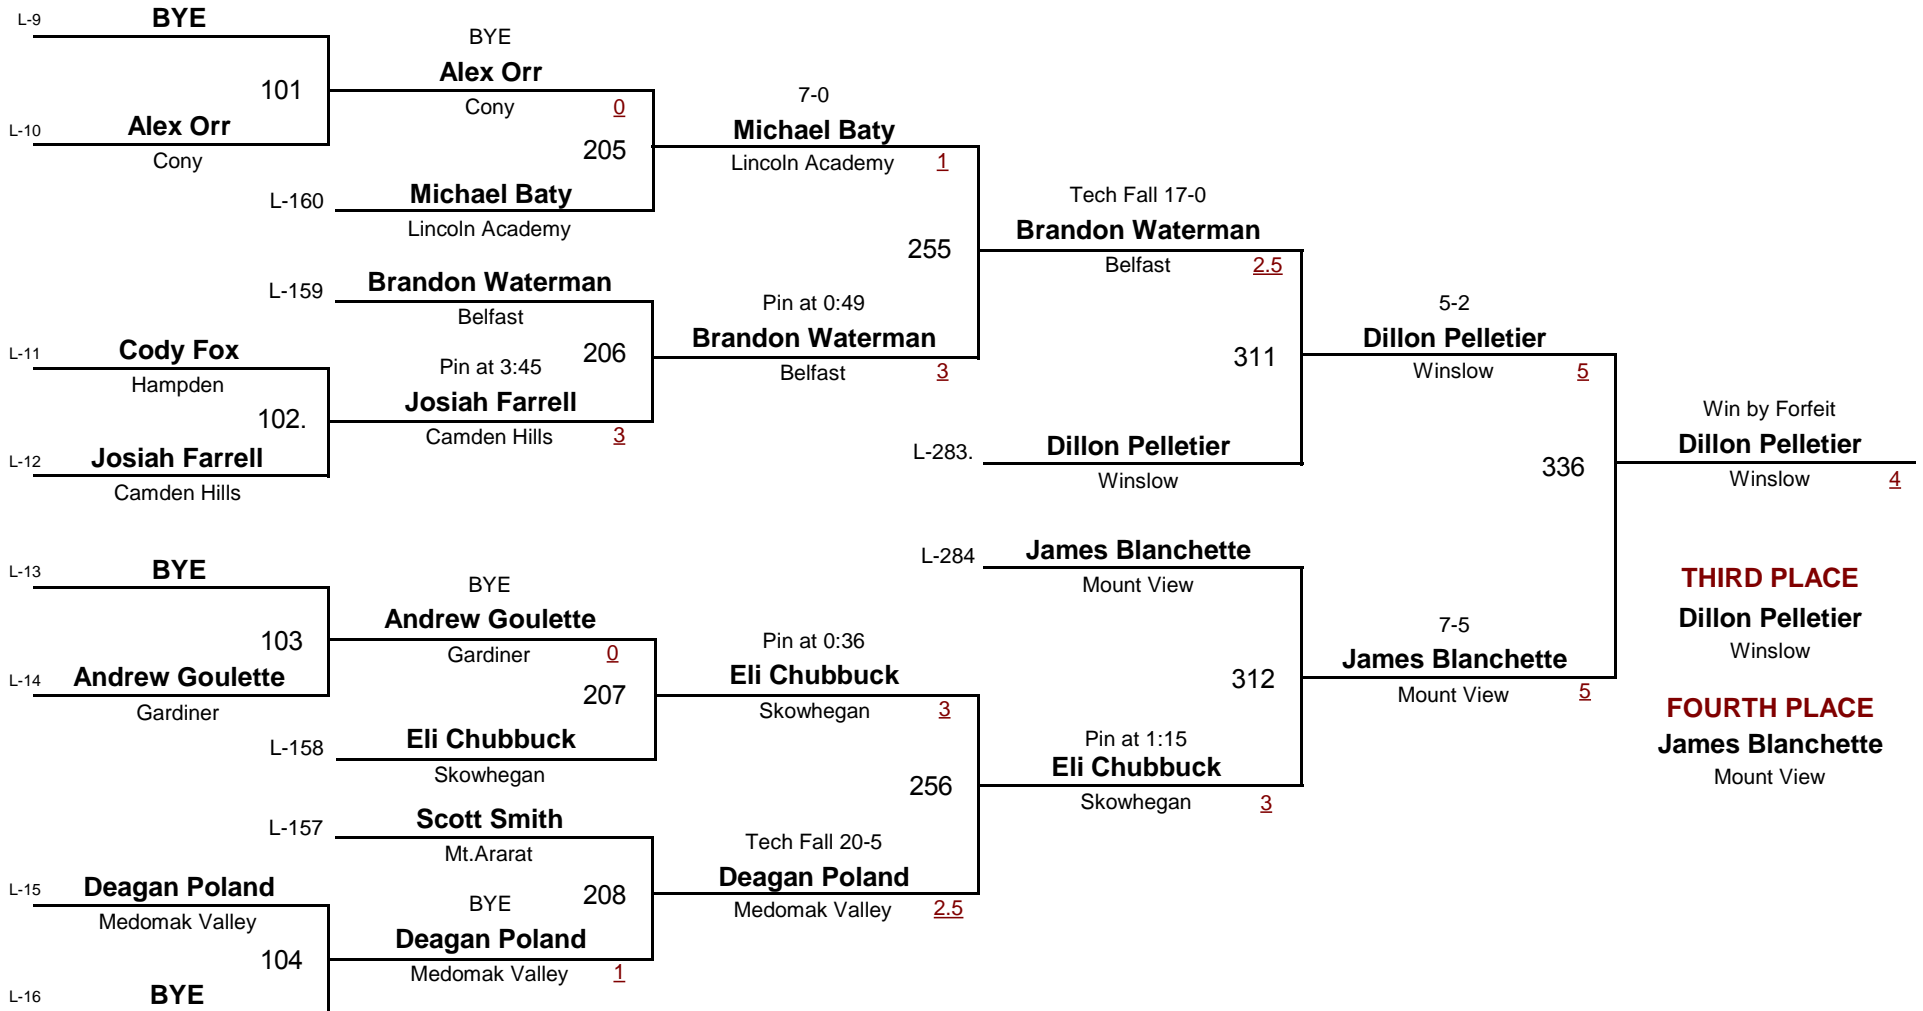 L-9
BYE
101
L-10
Alex Orr
Cony
BYE
Alex Orr
Cony
0
205
L-160
Michael Baty
Lincoln Academy
7-0
Michael Baty
Lincoln Academy
1
L-159
Brandon Waterman
Belfast
L-11
Cody Fox
Hampden
102.
L-12
Josiah Farrell
Camden Hills
Pin at 3:45
Josiah Farrell
Camden Hills
3
206
Pin at 0:49
Brandon Waterman
Belfast
3
255
Tech Fall 17-0
Brandon Waterman
Belfast
2.5
311
L-283.
Dillon Pelletier
Winslow
5-2
Dillon Pelletier
Winslow
5
336
Win by Forfeit
Dillon Pelletier
Winslow
4
L-13
BYE
103
L-14
Andrew Goulette
Gardiner
BYE
Andrew Goulette
Gardiner
0
207
L-158
Eli Chubbuck
Skowhegan
Pin at 0:36
Eli Chubbuck
Skowhegan
3
L-157
Scott Smith
Mt.Ararat
L-15
Deagan Poland
Medomak Valley
104
L-16
BYE
BYE
Deagan Poland
Medomak Valley
1
208
Tech Fall 20-5
Deagan Poland
Medomak Valley
2.5
256
L-284
James Blanchette
Mount View
312
Pin at 1:15
Eli Chubbuck
Skowhegan
3
7-5
James Blanchette
Mount View
5
THIRD PLACE
Dillon Pelletier
Winslow
FOURTH PLACE
James Blanchette
Mount View